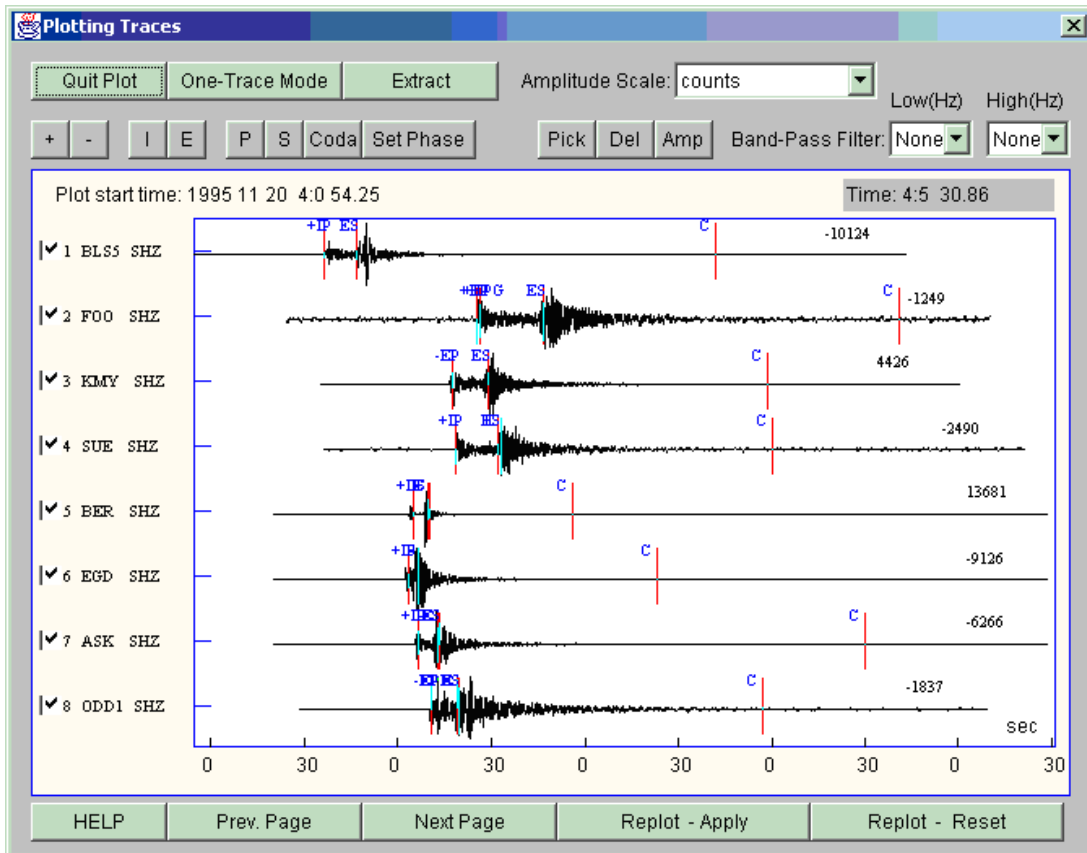 Plotting Traces
Quit Plot One-Trace Mode Extract Amplitude Scale: counts
Low(Hz) High(Hz)
+ - I E P S Coda Set Phase Pick Del Amp Band-Pass Filter: None None
Plot start time: 1995 11 20 4:0 54.25 Time: 4:5 30.86
+IP ES C -10124
1 BLS5 SHZ
ES C -1249
2 FOO SHZ
-EP ES C 4426
3 KMY SHZ
+IP C -2490
4 SUE SHZ
C 13681
5 BER SHZ
+IP C -9126
6 EGD SHZ
C -6266
7 ASK SHZ
C -1837
8 ODD1 SHZ
sec
0 30 0 30 0 30 0 30 0 30
HELP Prev. Page Next Page Replot - Apply Replot - Reset